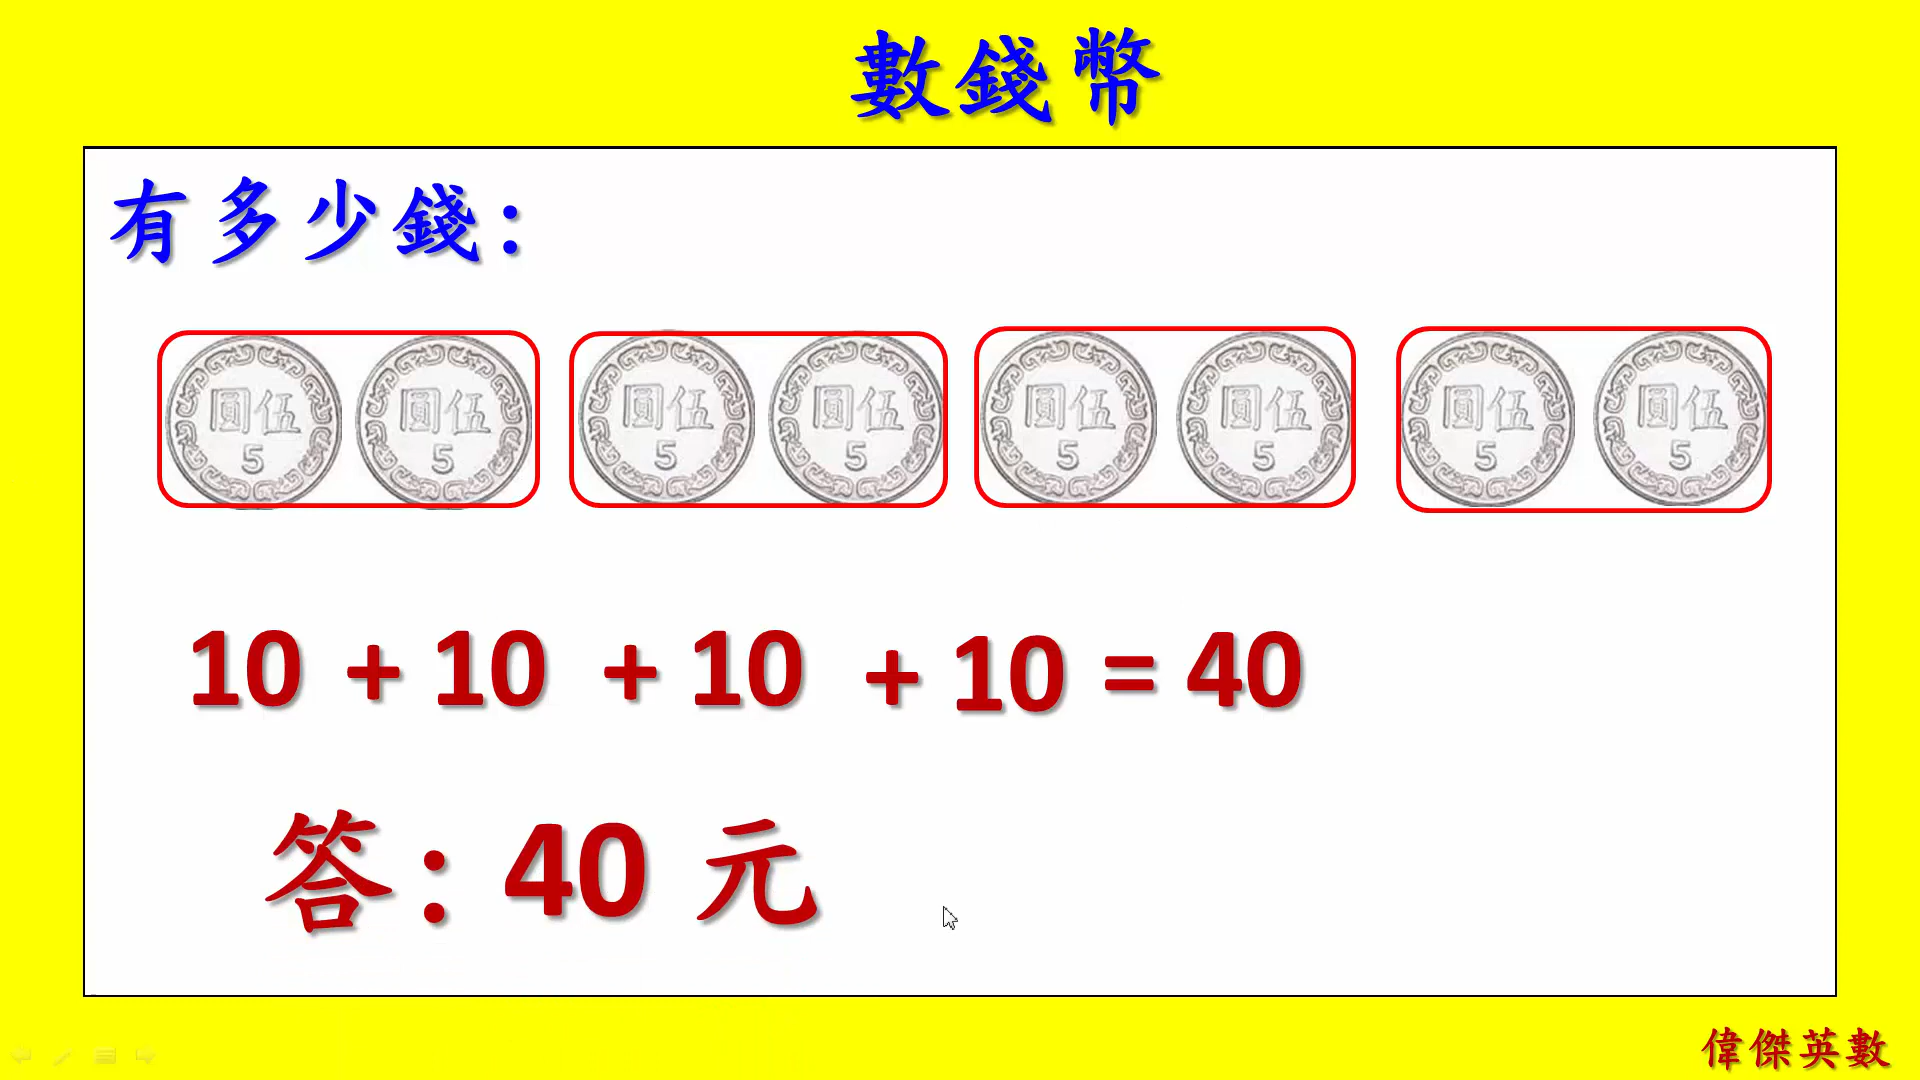 數錢幣
有多少錢：
圓伍 圓伍 圓伍 圓伍 圓伍 圓伍 圓伍 圓伍
5 5 5 5 5 5 5 5
10 + 10 + 10 + 10 = 40
答：40 元
偉傑英數